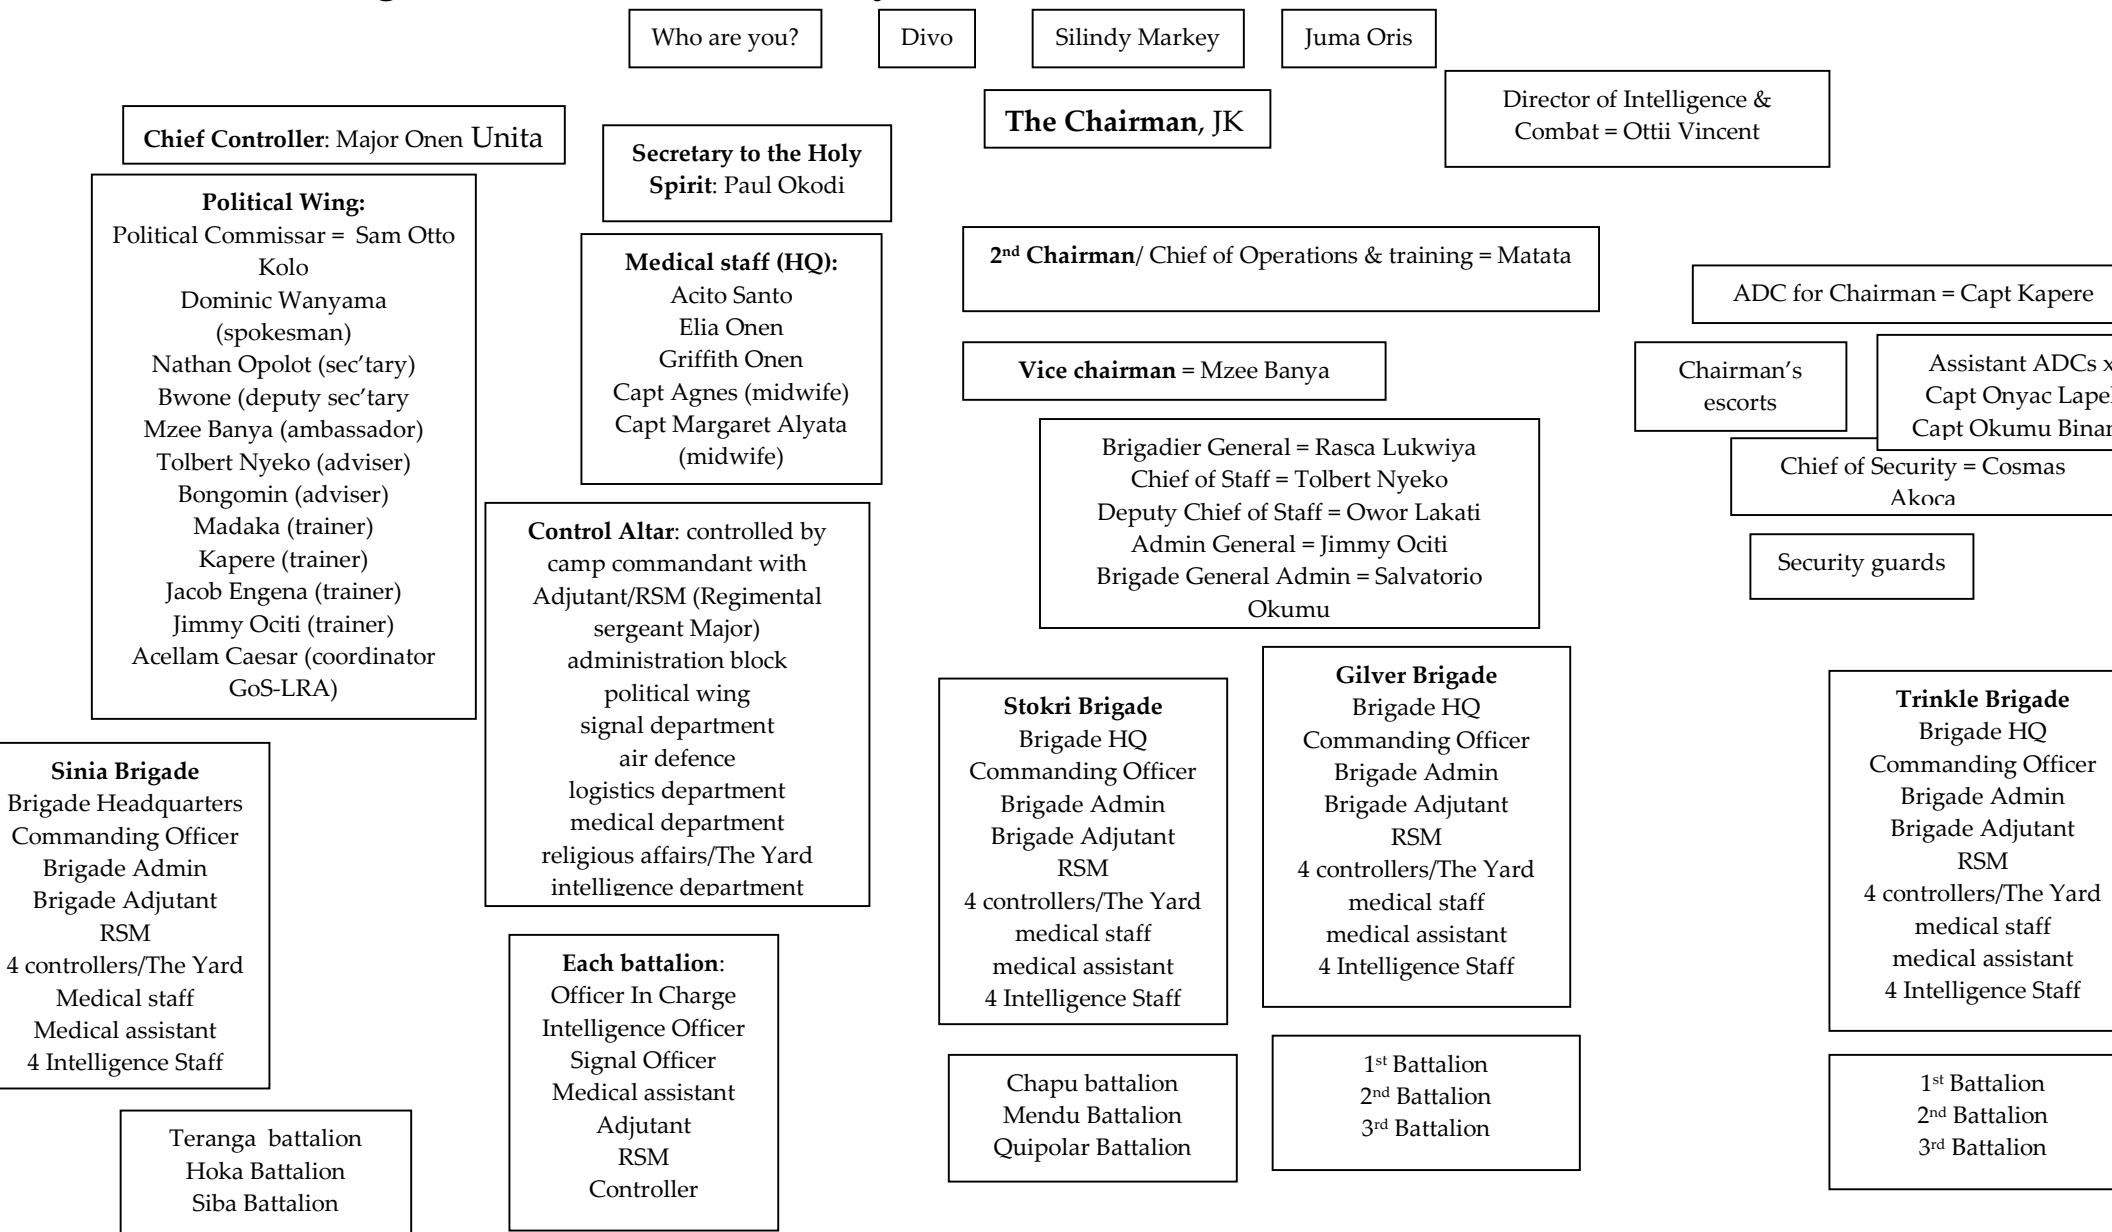 Who are you?
Divo
Silindy Markey
Juma Oris
The Chairman, JK
Director of Intelligence &
Combat = Ottii Vincent
Chief Controller: Major Onen Unita
Secretary to the Holy
Spirit: Paul Okodi
Political Wing:
Political Commissar = Sam Otto
Kolo
Dominic Wanyama
(spokesman)
Nathan Opolot (sec’tary)
Bwone (deputy sec’tary
Mzee Banya (ambassador)
Tolbert Nyeko (adviser)
Bongomin (adviser)
Madaka (trainer)
Kapere (trainer)
Jacob Engena (trainer)
Jimmy Ociti (trainer)
Acellam Caesar (coordinator
GoS-LRA)
Medical staff (HQ):
Acito Santo
Elia Onen
Griffith Onen
Capt Agnes (midwife)
Capt Margaret Alyata
(midwife)
2nd Chairman/ Chief of Operations & training = Matata
ADC for Chairman = Capt Kapere
Vice chairman = Mzee Banya
Chairman’s
escorts
Assistant ADCs x
Capt Onyac
Capt Okumu
Chief of Security = Cosmas
Akoca
Security guards
Brigadier General = Rasca Lukwiya
Chief of Staff = Tolbert Nyeko
Deputy Chief of Staff = Owor Lakati
Admin General = Jimmy Ociti
Brigade General Admin = Salvatorio
Okumu
Control Altar: controlled by
camp commandant with
Adjutant/RSM (Regimental
sergeant Major)
administration block
political wing
signal department
air defence
logistics department
medical department
religious affairs/The Yard
intelligence department
Sinia Brigade
Brigade Headquarters
Commanding Officer
Brigade Admin
Brigade Adjutant
RSM
4 controllers/The Yard
Medical staff
Medical assistant
4 Intelligence Staff
Teranga battalion
Hoka Battalion
Siba Battalion
Each battalion:
Officer In Charge
Intelligence Officer
Signal Officer
Medical assistant
Adjutant
RSM
Controller
Stokri Brigade
Brigade HQ
Commanding Officer
Brigade Admin
Brigade Adjutant
RSM
4 controllers/The Yard
medical staff
medical assistant
4 Intelligence Staff
Chapu battalion
Mendu Battalion
Quipolar Battalion
Gilver Brigade
Brigade HQ
Commanding Officer
Brigade Admin
Brigade Adjutant
RSM
4 controllers/The Yard
medical staff
medical assistant
4 Intelligence Staff
1st Battalion
2nd Battalion
3rd Battalion
Trinkle Brigade
Brigade HQ
Commanding Officer
Brigade Admin
Brigade Adjutant
RSM
4 controllers/The Yard
medical staff
medical assistant
4 Intelligence Staff
1st Battalion
2nd Battalion
3rd Battalion